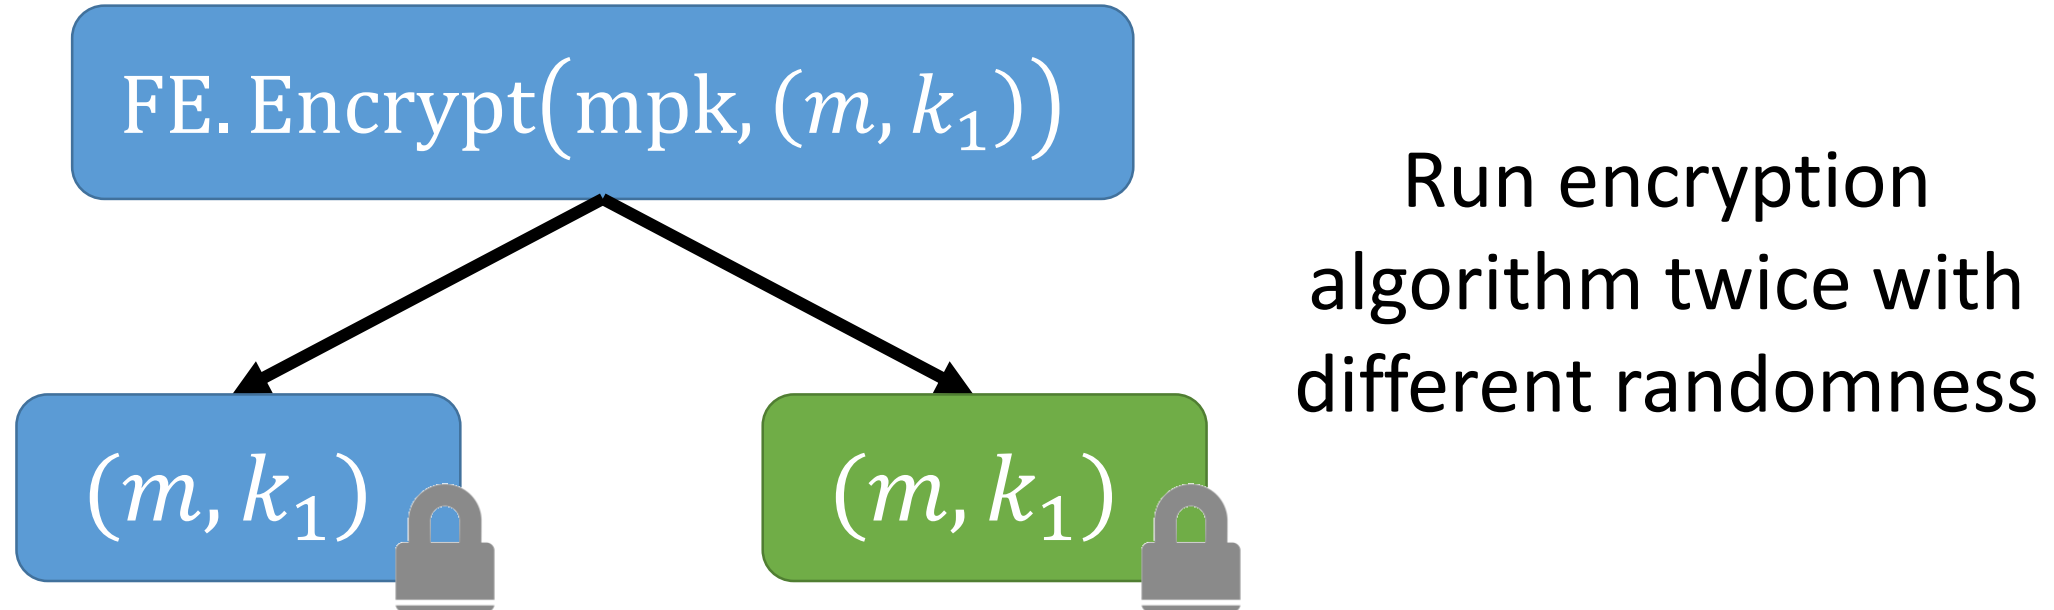 FE. Encrypt(mpk, (𝑚, 𝑘₁))
Run encryption
algorithm twice with
different randomness
(𝑚, 𝑘₁)
(𝑚, 𝑘₁)